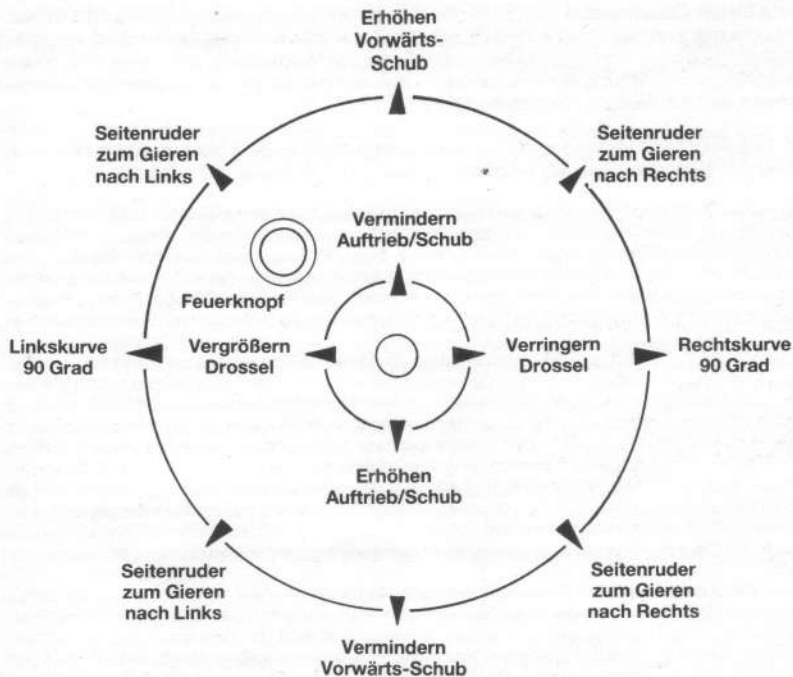 Erhöhen
Vorwärts-
Schub
Seitenruder
zum Gieren
nach Links
Seitenruder
zum Gieren
nach Rechts
Vermindern
Auftrieb/Schub
Feuerknopf
Linkskurve
90 Grad
Vergrößern
Drossel
Verringern
Drossel
Rechtskurve
90 Grad
Erhöhen
Auftrieb/Schub
Seitenruder
zum Gieren
nach Links
Seitenruder
zum Gieren
nach Rechts
Vermindern
Vorwärts-Schub